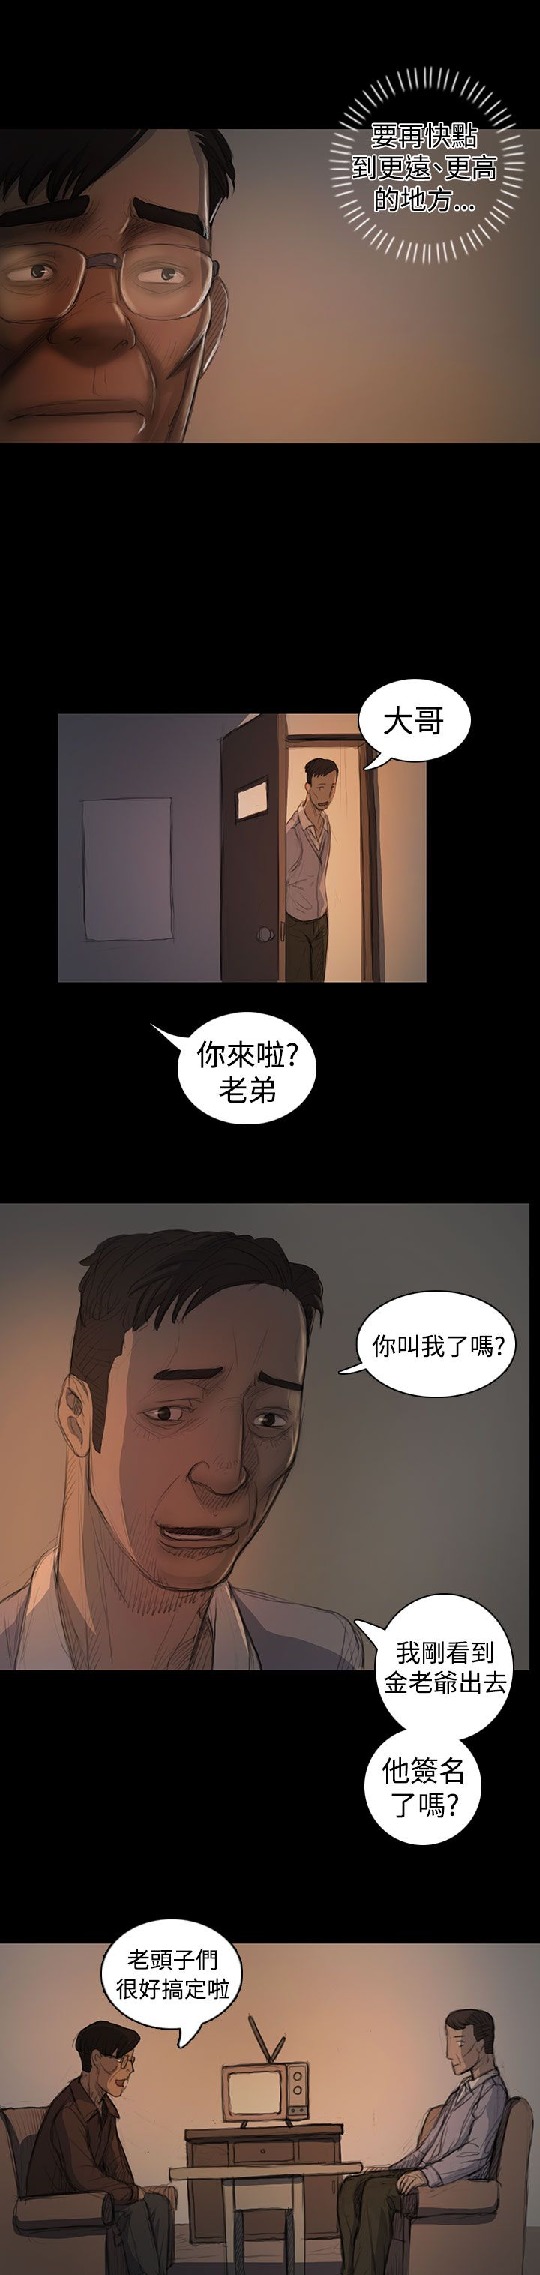 要再快點
到更遠、更高
的地方...
大哥
你來啦?
老弟
你叫我了嗎?
我剛看到
金老爺出去
他簽名
了嗎?
老頭子們
很好搞定啦